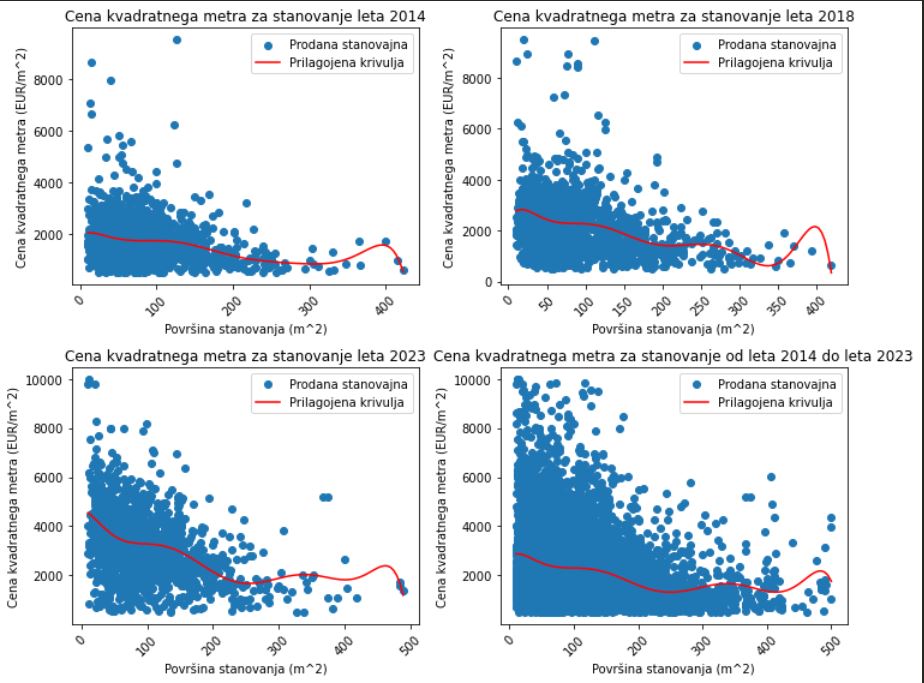 Cena kvadratnega metra za stanovanje leta 2014
Cena kvadratnega metra (EUR/m^2)
8000
6000
4000
2000
Prodana stanovajna
Prilagojena krivulja
0
100
200
300
400
Površina stanovanja (m^2)
Cena kvadratnega metra za stanovanje leta 2018
Cena kvadratnega metra (EUR/m^2)
8000
6000
4000
2000
0
Prodana stanovajna
Prilagojena krivulja
0
50
100
150
200
250
300
350
400
Površina stanovanja (m^2)
Cena kvadratnega metra za stanovanje leta 2023
Cena kvadratnega metra (EUR/m^2)
10000
8000
6000
4000
2000
Prodana stanovajna
Prilagojena krivulja
0
100
200
300
400
500
Površina stanovanja (m^2)
Cena kvadratnega metra za stanovanje od leta 2014 do leta 2023
Cena kvadratnega metra (EUR/m^2)
10000
8000
6000
4000
2000
Prodana stanovajna
Prilagojena krivulja
0
100
200
300
400
500
Površina stanovanja (m^2)